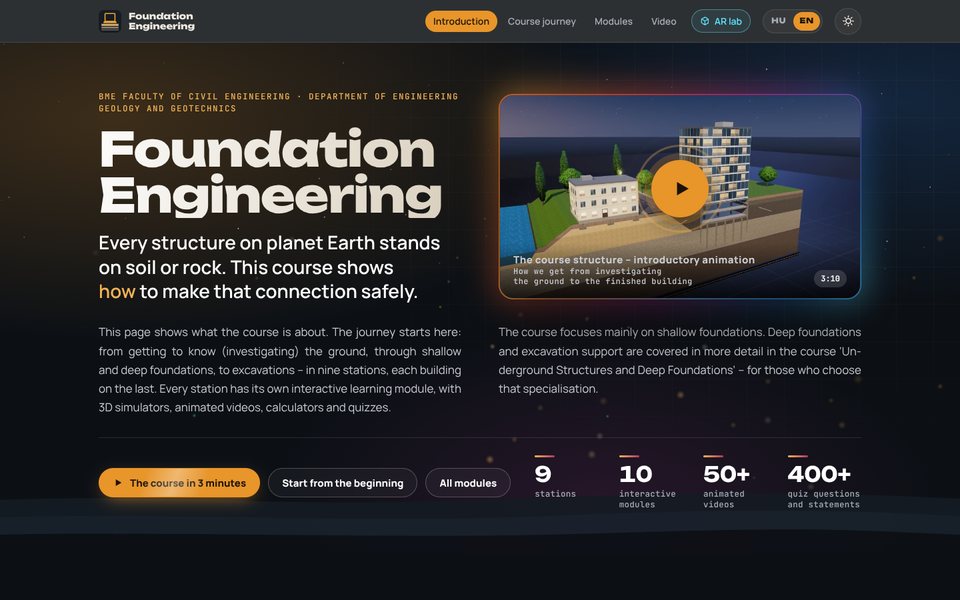 Foundation
Engineering
Introduction
Course journey
Modules
Video
AR lab
HU
EN
BME FACULTY OF CIVIL ENGINEERING · DEPARTMENT OF ENGINEERING
GEOLOGY AND GEOTECHNICS
Foundation
Engineering
Every structure on planet Earth stands
on soil or rock. This course shows
how to make that connection safely.
The course structure – introductory animation
How we get from investigating
the ground to the finished building
3:10
This page shows what the course is about. The journey starts here:
from getting to know (investigating) the ground, through shallow
and deep foundations, to excavations – in nine stations, each building
on the last. Every station has its own interactive learning module, with
3D simulators, animated videos, calculators and quizzes.
The course focuses mainly on shallow foundations. Deep foundations
and excavation support are covered in more detail in the course ‘Un-
derground Structures and Deep Foundations’ – for those who choose
that specialisation.
The course in 3 minutes
Start from the beginning
All modules
9
stations
10
interactive
modules
50+
animated
videos
400+
quiz questions
and statements